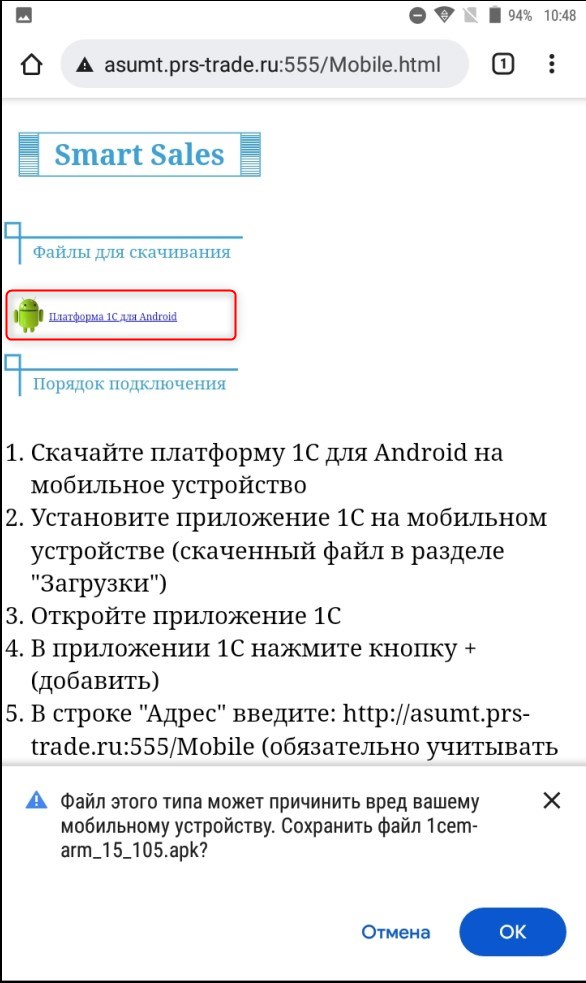 94% 10:48
asumt.prs-trade.ru:555/Mobile.html
1
Smart Sales
Файлы для скачивания
Платформа 1С для Android
Порядок подключения
1. Скачайте платформу 1С для Android на
мобильное устройство
2. Установите приложение 1С на мобильном
устройстве (скаченный файл в разделе
"Загрузки")
3. Откройте приложение 1С
4. В приложении 1С нажмите кнопку +
(добавить)
5. В строке "Адрес" введите: http://asumt.prs-
trade.ru:555/Mobile (обязательно учитывать
Файл этого типа может причинить вред вашему
мобильному устройству. Сохранить файл 1cem-
arm_15_105.apk?
Отмена
ОК